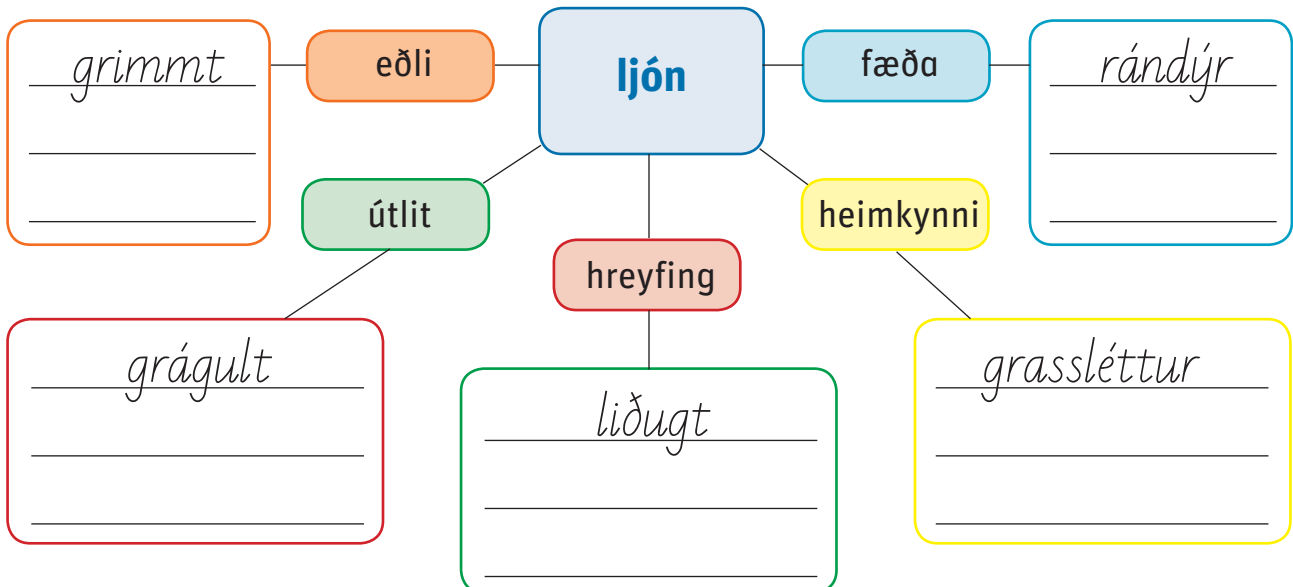 grimmt
eðli
ljón
fæða
rándýr
útlit
heimkynni
hreyfing
grágult
liðugt
grassléttur